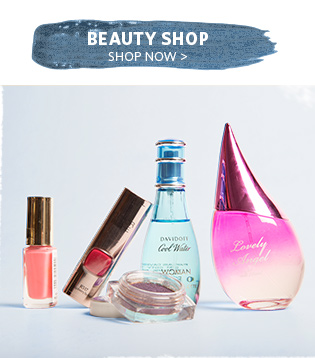 BEAUTY SHOP
SHOP NOW >
DAVIDOFF
Cool Water
WOMAN
Lovely
Angel